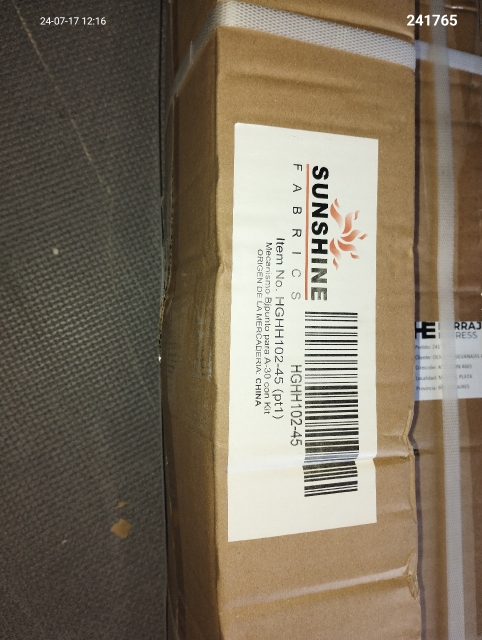 24-07-17 12:16
241765
SUNSHINE
FABRICS
HGHH102-45
Item No. HGHH102-45 (pt1)
Mecanismo Bipunto para A-30 con Kit
ORIGEN DE LA MERCADERIA: CHINA